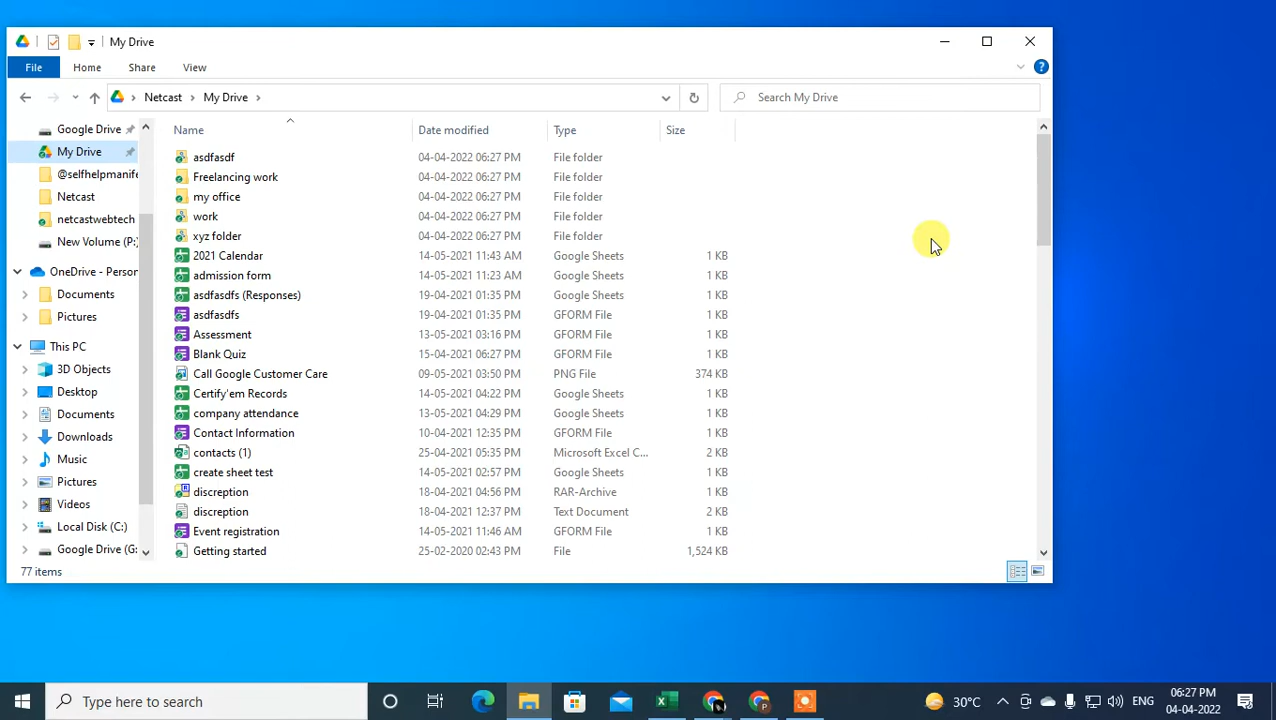 My Drive
File Home Share View
Netcast My Drive
Search My Drive
Google Drive
My Drive
@selfhelpmanife
Netcast
netcastwebtech
New Volume (P:)
OneDrive - Person
Documents
Pictures
This PC
3D Objects
Desktop
Documents
Downloads
Music
Pictures
Videos
Local Disk (C:)
Google Drive (G:
Name Date modified Type Size
asdfasdf 04-04-2022 06:27 PM File folder
Freelancing work 04-04-2022 06:27 PM File folder
my office 04-04-2022 06:27 PM File folder
work 04-04-2022 06:27 PM File folder
xyz folder 04-04-2022 06:27 PM File folder
2021 Calendar 14-05-2021 11:43 AM Google Sheets 1 KB
admission form 14-05-2021 11:23 AM Google Sheets 1 KB
asdfasdfs (Responses) 19-04-2021 01:35 PM Google Sheets 1 KB
asdfasdfs 19-04-2021 01:35 PM GFORM File 1 KB
Assessment 13-05-2021 03:16 PM GFORM File 1 KB
Blank Quiz 15-04-2021 06:27 PM GFORM File 1 KB
Call Google Customer Care 09-05-2021 03:50 PM PNG File 374 KB
Certify'em Records 14-05-2021 04:22 PM Google Sheets 1 KB
company attendance 13-05-2021 04:29 PM Google Sheets 1 KB
Contact Information 10-04-2021 12:35 PM GFORM File 1 KB
contacts (1) 25-04-2021 05:35 PM Microsoft Excel C... 2 KB
create sheet test 14-05-2021 02:57 PM Google Sheets 1 KB
discreption 18-04-2021 04:56 PM RAR-Archive 1 KB
discreption 18-04-2021 12:37 PM Text Document 2 KB
Event registration 14-05-2021 11:46 AM GFORM File 1 KB
Getting started 25-02-2020 02:43 PM File 1,524 KB
77 items
Type here to search
30°C
ENG
06:27 PM
04-04-2022